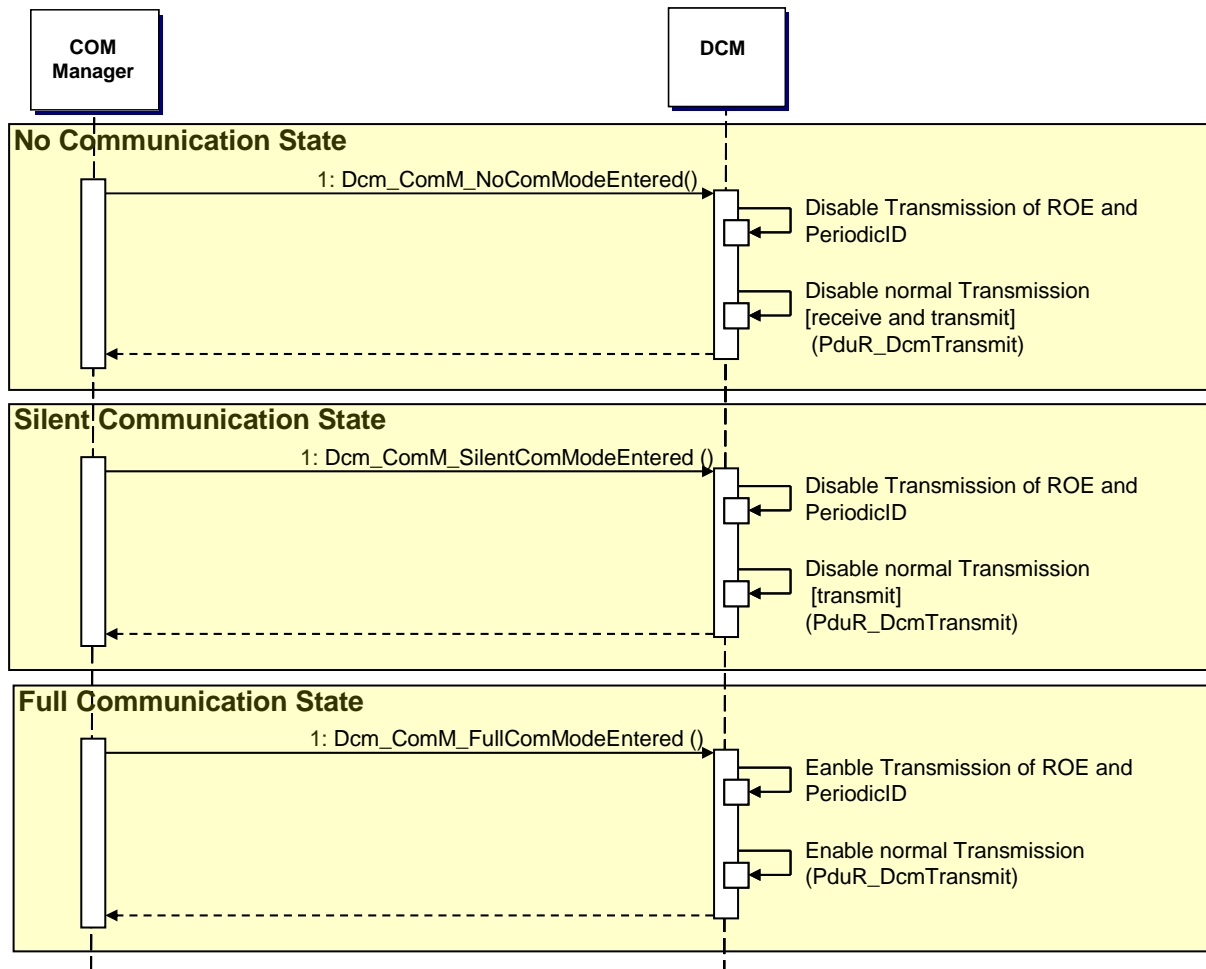 COM
Manager
DCM
No Communication State
1: Dcm_ComM_NoComModeEntered()
Disable Transmission of ROE and
PeriodicID
Disable normal Transmission
[receive and transmit]
(PduR_DcmTransmit)
Silent Communication State
1: Dcm_ComM_SilentComModeEntered ()
Disable Transmission of ROE and
PeriodicID
Disable normal Transmission
[transmit]
(PduR_DcmTransmit)
Full Communication State
1: Dcm_ComM_FullComModeEntered ()
Eanble Transmission of ROE and
PeriodicID
Enable normal Transmission
(PduR_DcmTransmit)